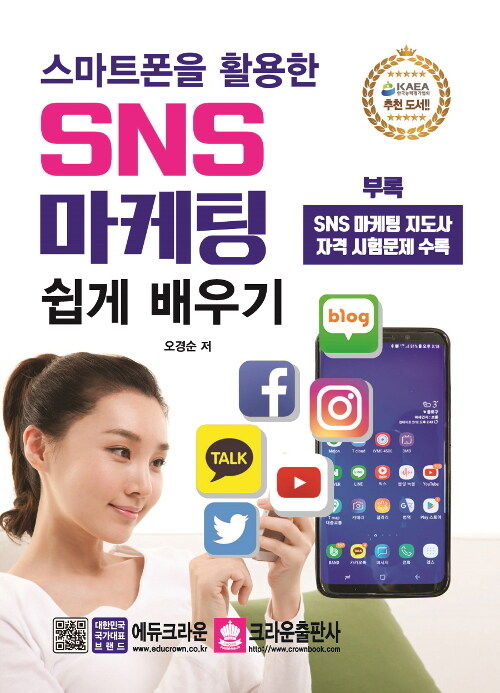 스마트폰을 활용한
SNS
마케팅
쉽게 배우기
오경순 저
KAEA
추천 도서!!
부록
SNS 마케팅 지도사
자격 시험문제 수록
blog
TALK
대한민국
국가대표
브랜드
에듀크라운
www.educrown.co.kr
크라운출판사
http://www.crownbook.com